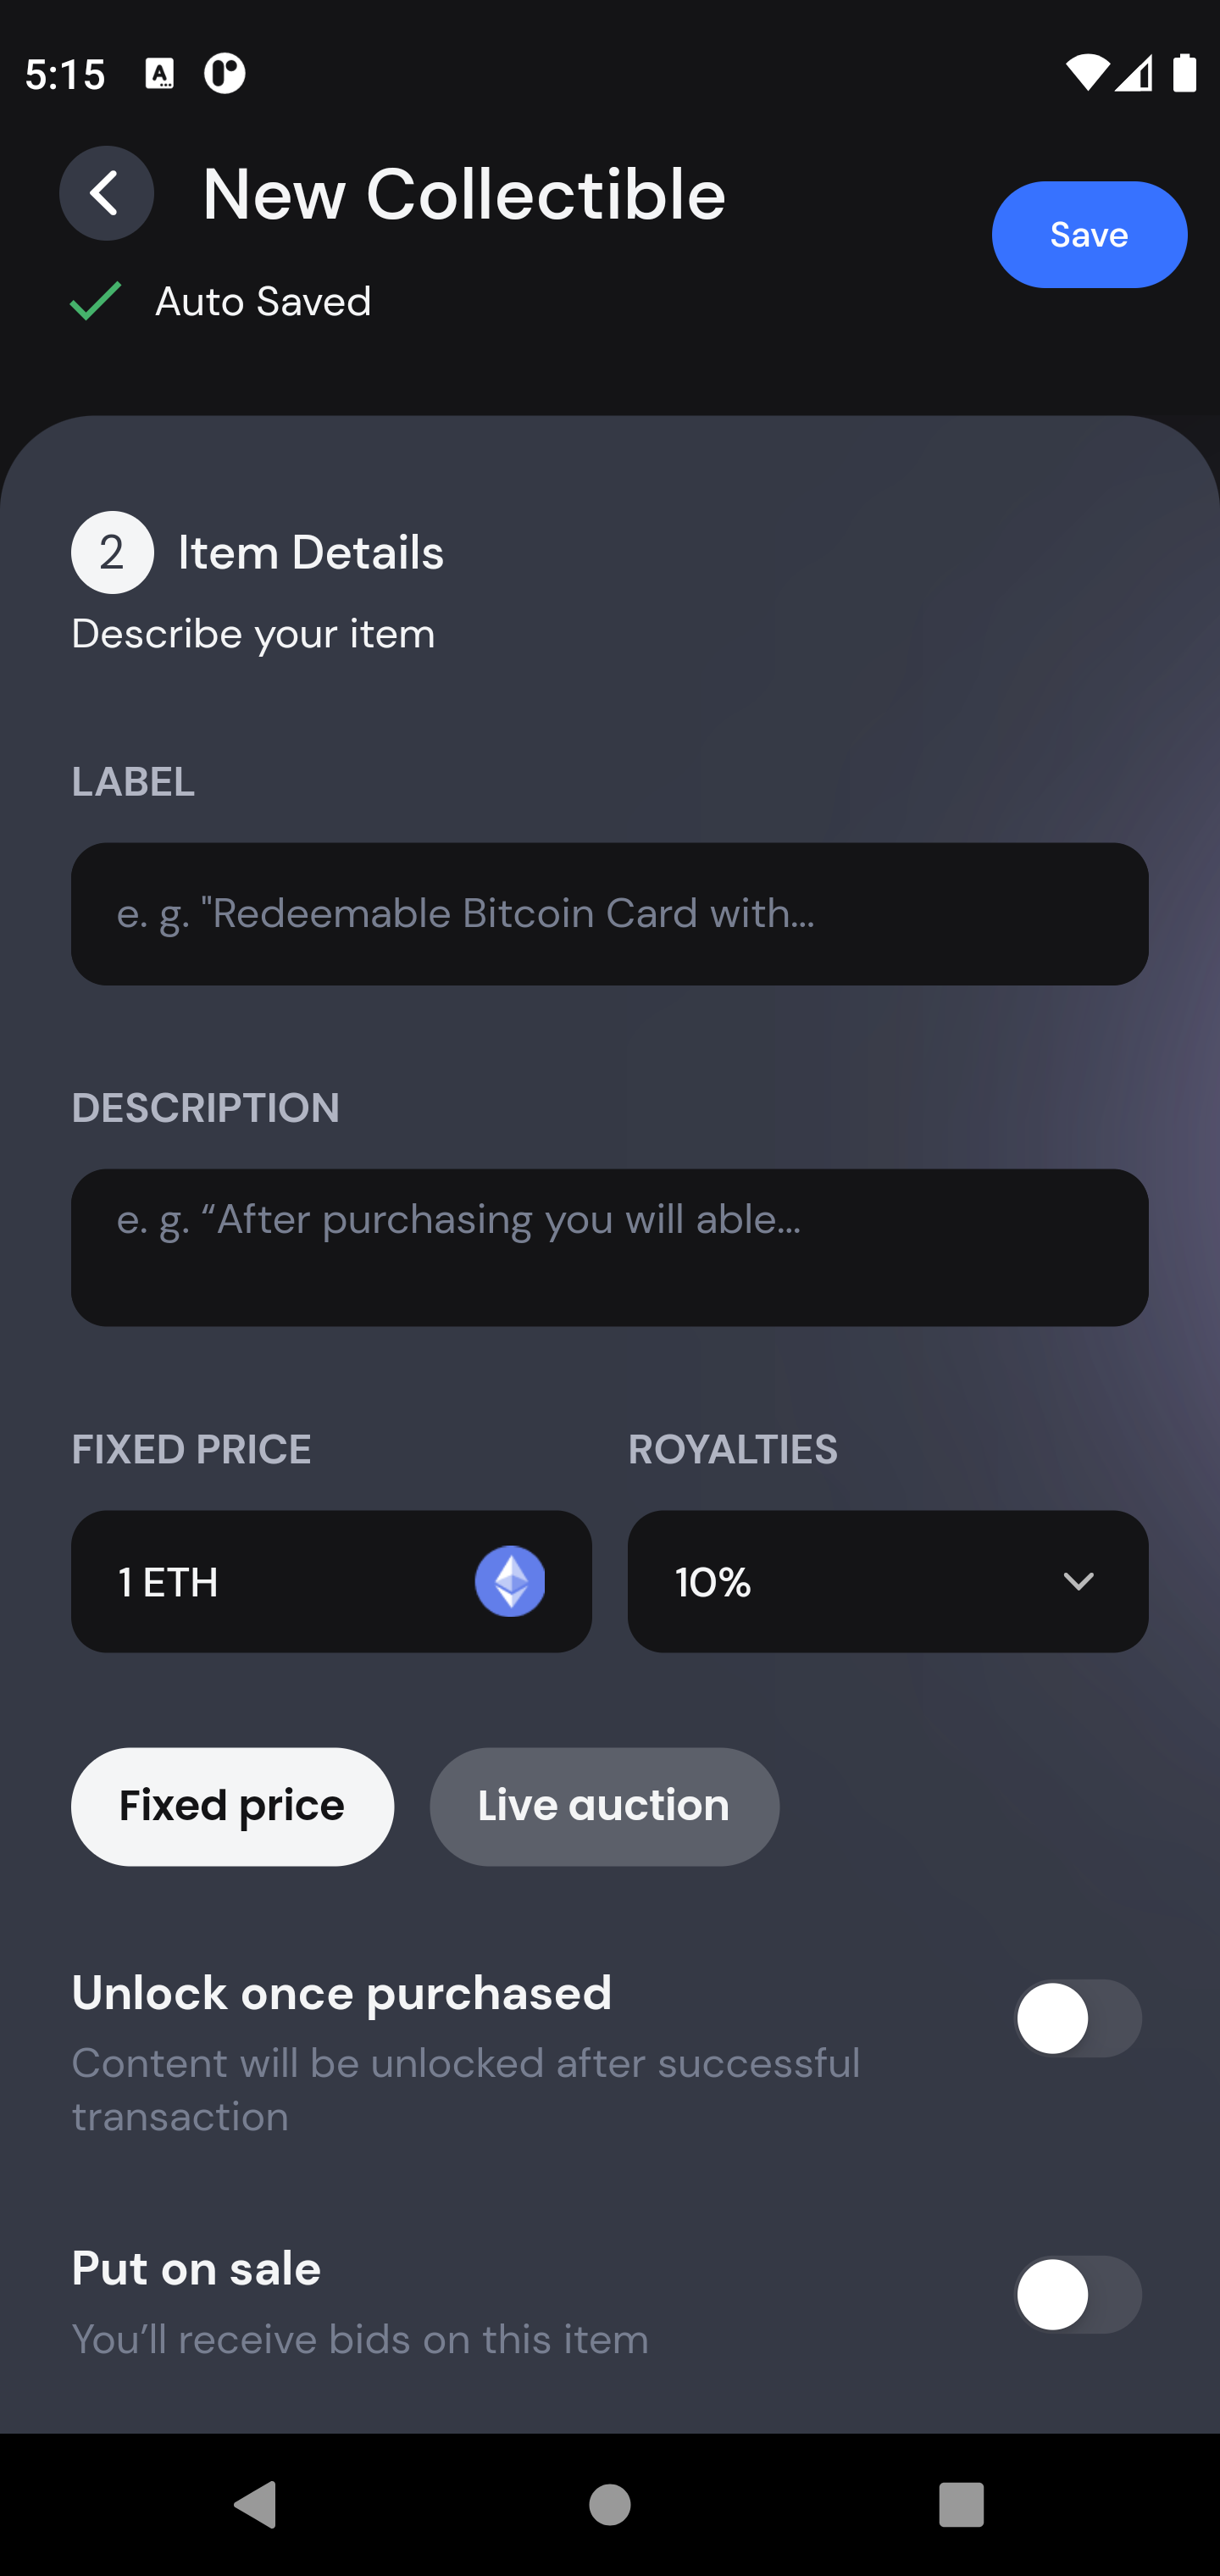 5:15
New Collectible
Save
Auto Saved
2 Item Details
Describe your item
LABEL
e. g. "Redeemable Bitcoin Card with...
DESCRIPTION
e. g. “After purchasing you will able...
FIXED PRICE ROYALTIES
1 ETH 10%
Fixed price Live auction
Unlock once purchased
Content will be unlocked after successful
transaction
Put on sale
You’ll receive bids on this item